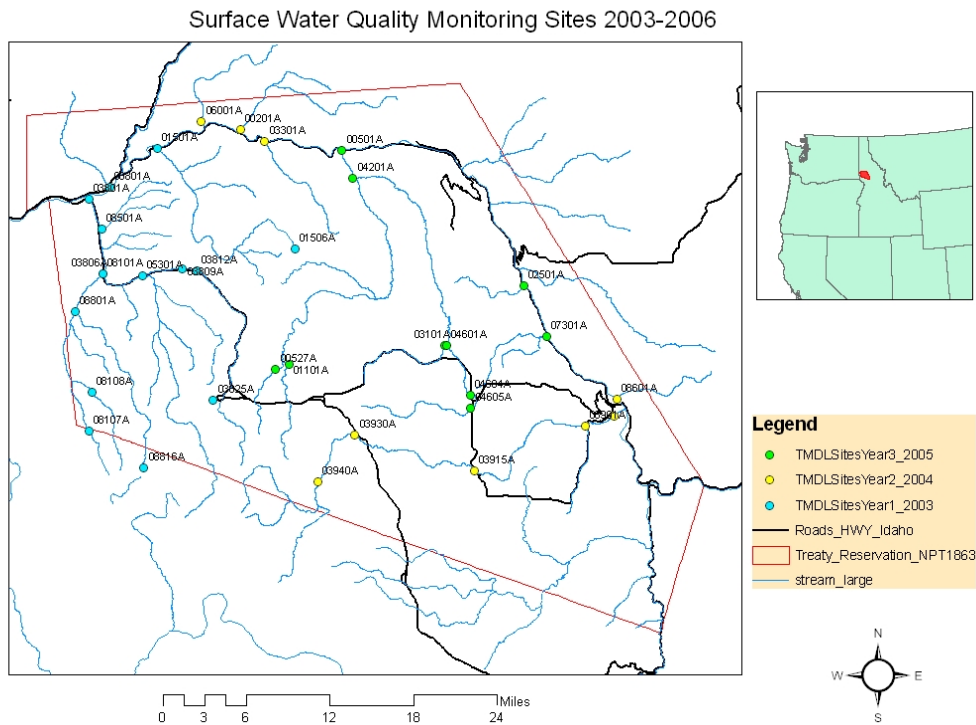 Surface Water Quality Monitoring Sites 2003-2006
06001A
00201A
03301A
01501A
00501A
04201A
03801A
08501A
01506A
03806A
08101A
05301A
03812A
08801A
02501A
07301A
03101A
04601A
00527A
01101A
08108A
03825A
04604A
04605A
08601A
08107A
03930A
08816A
03940A
03915A
Legend
TMDLSitesYear3_2005
TMDLSitesYear2_2004
TMDLSitesYear1_2003
Roads_HWY_Idaho
Treaty_Reservation_NPT1863
stream_large
N
W
E
S
Miles
0 3 6 12 18 24